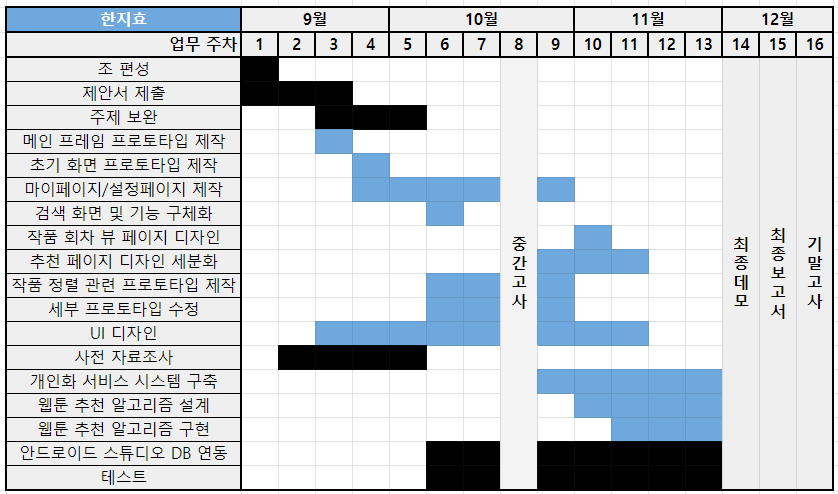 한지효 9월 10월 11월 12월
업무 주차 1 2 3 4 5 6 7 8 9 10 11 12 13 14 15 16
조 편성
제안서 제출
주제 보완
메인 프레임 프로토타입 제작
초기 화면 프로토타입 제작
마이페이지/설정페이지 제작
검색 화면 및 기능 구체화
작품 회차 뷰 페이지 디자인
추천 페이지 디자인 세분화
작품 정렬 관련 프로토타입 제작
세부 프로토타입 수정
UI 디자인
사전 자료조사
개인화 서비스 시스템 구축
웹툰 추천 알고리즘 설계
웹툰 추천 알고리즘 구현
안드로이드 스튜디오 DB 연동
테스트
중간고사
최종데모
최종보고서
기말고사